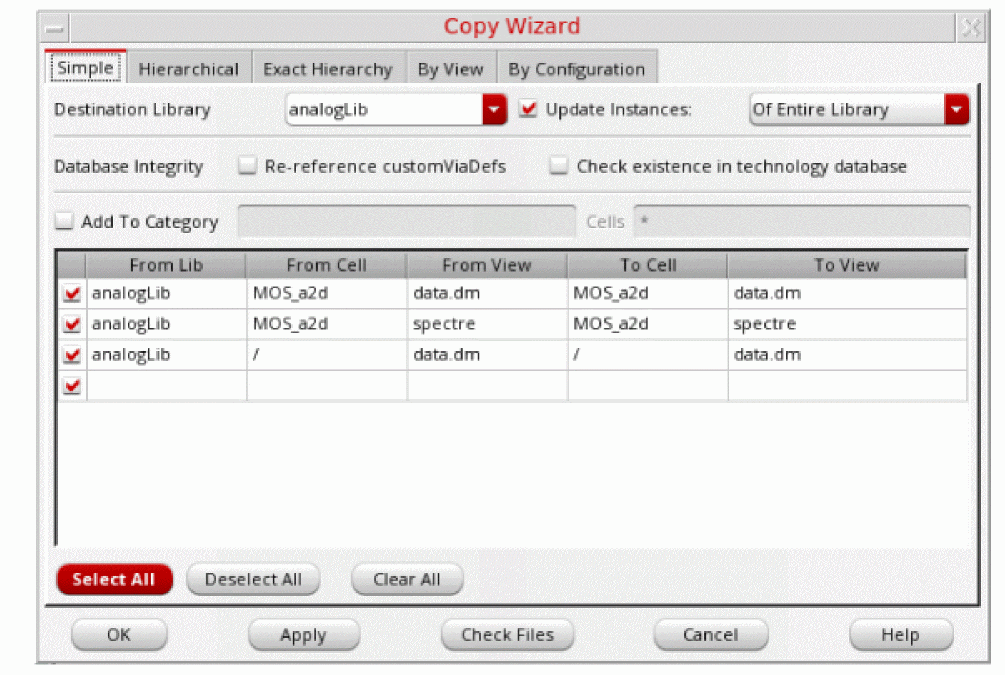 Copy Wizard
Simple Hierarchical Exact Hierarchy By View By Configuration
Destination Library analogLib Update Instances: Of Entire Library
Database Integrity Re-reference customViaDefs Check existence in technology database
Add To Category Cells *
From Lib From Cell From View To Cell To View
analogLib MOS_a2d data.dm MOS_a2d data.dm
analogLib MOS_a2d spectre MOS_a2d spectre
analogLib / data.dm / data.dm
Select All Deselect All Clear All
OK Apply Check Files Cancel Help